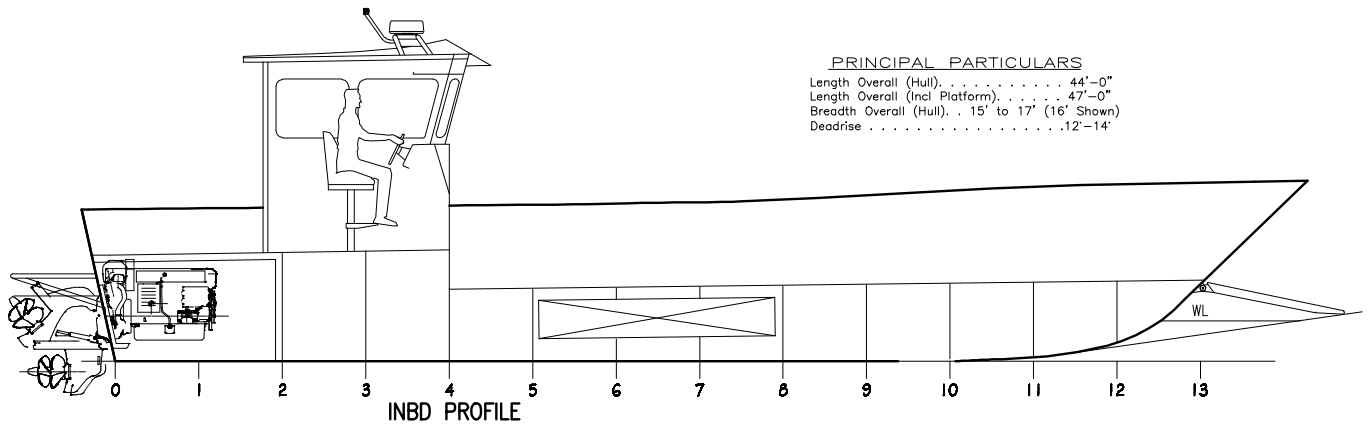 PRINCIPAL PARTICULARS
Length Overall (Hull). . . . . . . . . . . 44'-0"
Length Overall (Incl Platform). . . . . . 47'-0"
Breadth Overall (Hull). . 15' to 17' (16' Shown)
Deadrise . . . . . . . . . . . . . . . . . .12°-14°
WL
0 1 2 3 4 5 6 7 8 9 10 11 12 13
INBD PROFILE